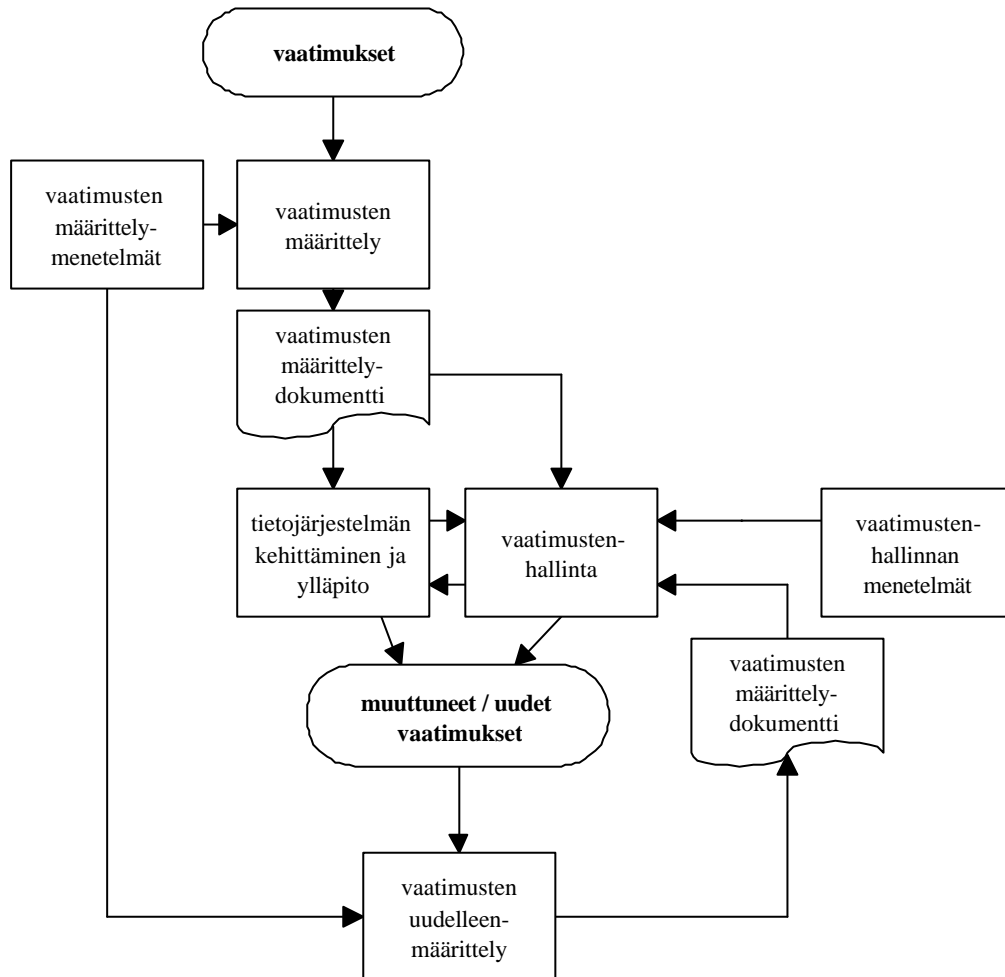 vaatimukset
vaatimusten
määrittely-
menetelmät
vaatimusten
määrittely
vaatimusten
määrittely-
dokumentti
tietojärjestelmän
kehittäminen ja
ylläpito
vaatimusten-
hallinta
vaatimusten-
hallinnan
menetelmät
vaatimusten
määrittely-
dokumentti
muuttuneet / uudet
vaatimukset
vaatimusten
uudelleen-
määrittely